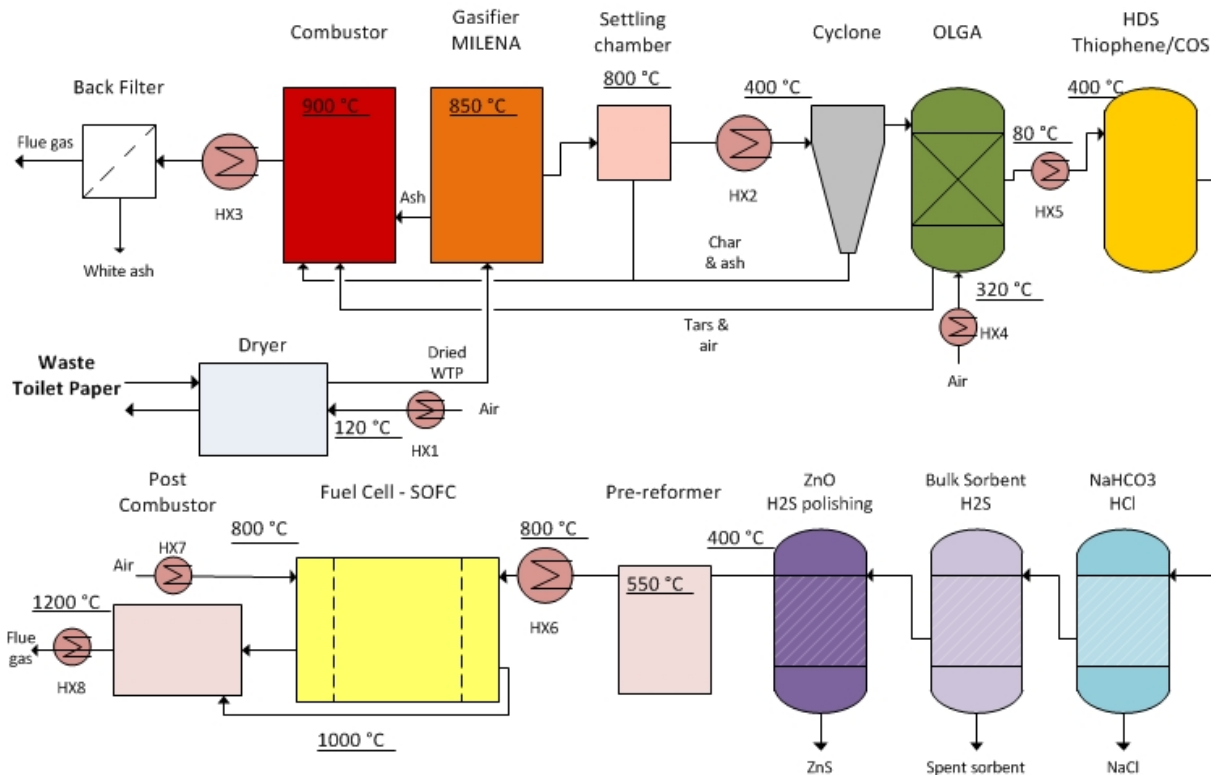 Gasifier
Settling
HDS
Combustor
MILENA
chamber
Cyclone
OLGA
Thiophene/COS
Back Filter
800 °C
400 °C
400 °C
900 °C
850 °C
Flue gas
80 °C
Ash
HX3
HX2
HX5
Char
& ash
White ash
320 °C
Tars &
air
HX4
Dryer
Dried
WTP
Air
Waste
Toilet Paper
Air
120 °C
HX1
Post
Combustor
Fuel Cell - SOFC
Pre-reformer
ZnO
H2S polishing
Bulk Sorbent
H2S
NaHCO3
HCl
800 °C
800 °C
400 °C
HX7
Air
550 °C
1200 °C
HX6
Flue
gas
HX8
1000 °C
ZnS
Spent sorbent
NaCl